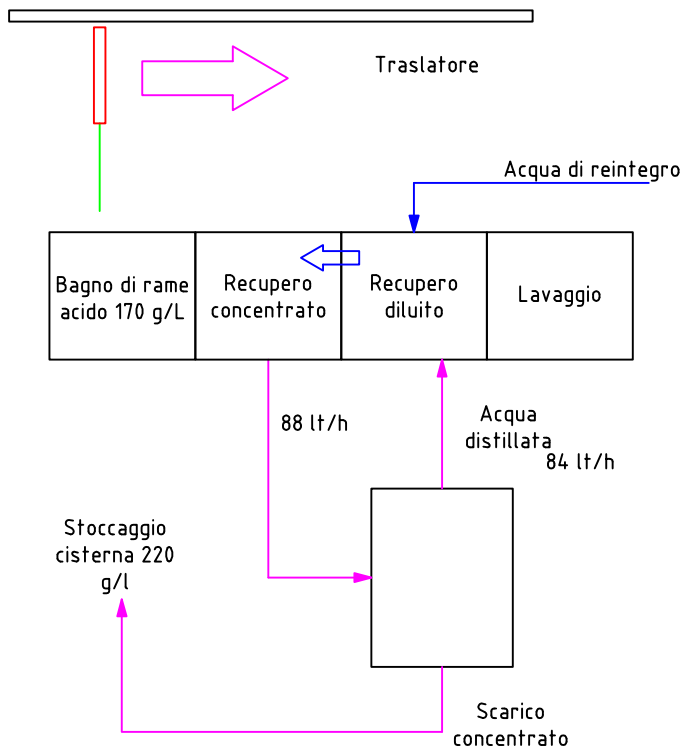 Traslatore
Acqua di reintegro
Bagno di rame
acido 170 g/L
Recupero
concentrato
Recupero
diluito
Lavaggio
88 lt/h
Acqua
distillata
84 lt/h
Stoccaggio
cisterna 220
g/l
Scarico
concentrato